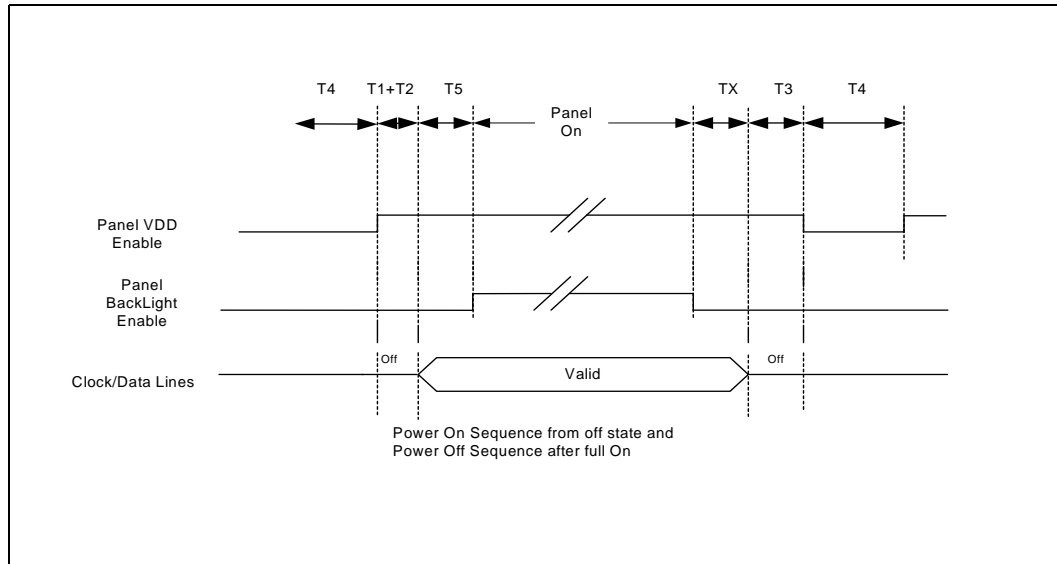 T4 T1+T2 T5 TX T3 T4
Panel
On
Panel VDD
Enable
Panel
BackLight
Enable
Off Off
Clock/Data Lines Valid
Power On Sequence from off state and
Power Off Sequence after full On